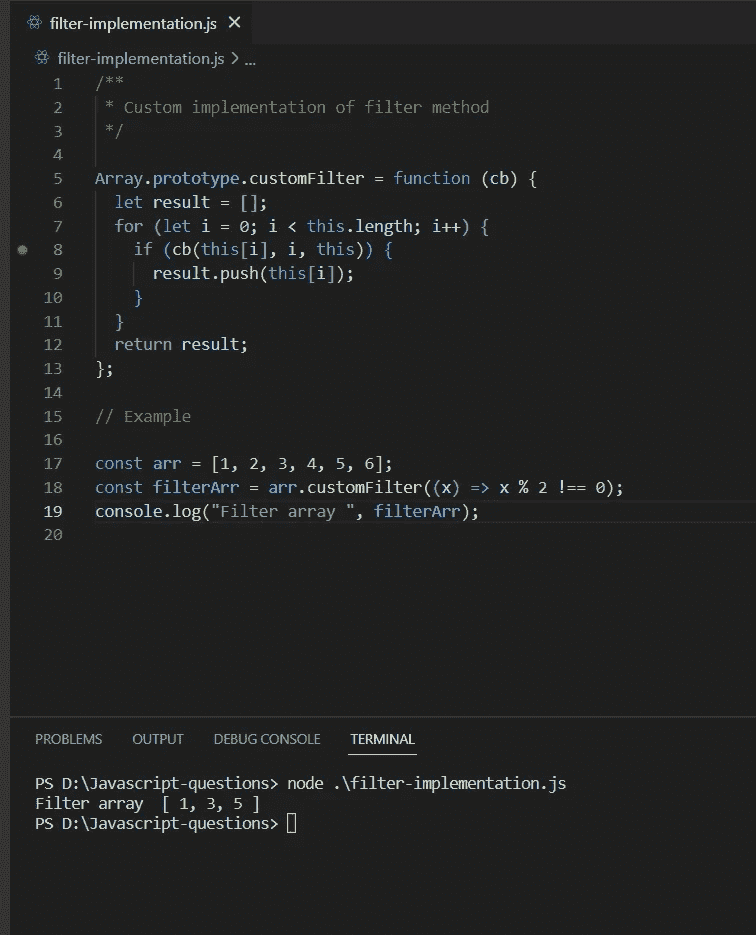 filter-implementation.js ×
filter-implementation.js > ...
1 /**
2  * Custom implementation of filter method
3  */
4
5 Array.prototype.customFilter = function (cb) {
6   let result = [];
7   for (let i = 0; i < this.length; i++) {
8     if (cb(this[i], i, this)) {
9       result.push(this[i]);
10     }
11   }
12   return result;
13 };
14
15 // Example
16
17 const arr = [1, 2, 3, 4, 5, 6];
18 const filterArr = arr.customFilter((x) => x % 2 !== 0);
19 console.log("Filter array ", filterArr);
20
PROBLEMS OUTPUT DEBUG CONSOLE TERMINAL
PS D:\Javascript-questions> node .\filter-implementation.js
Filter array  [ 1, 3, 5 ]
PS D:\Javascript-questions>